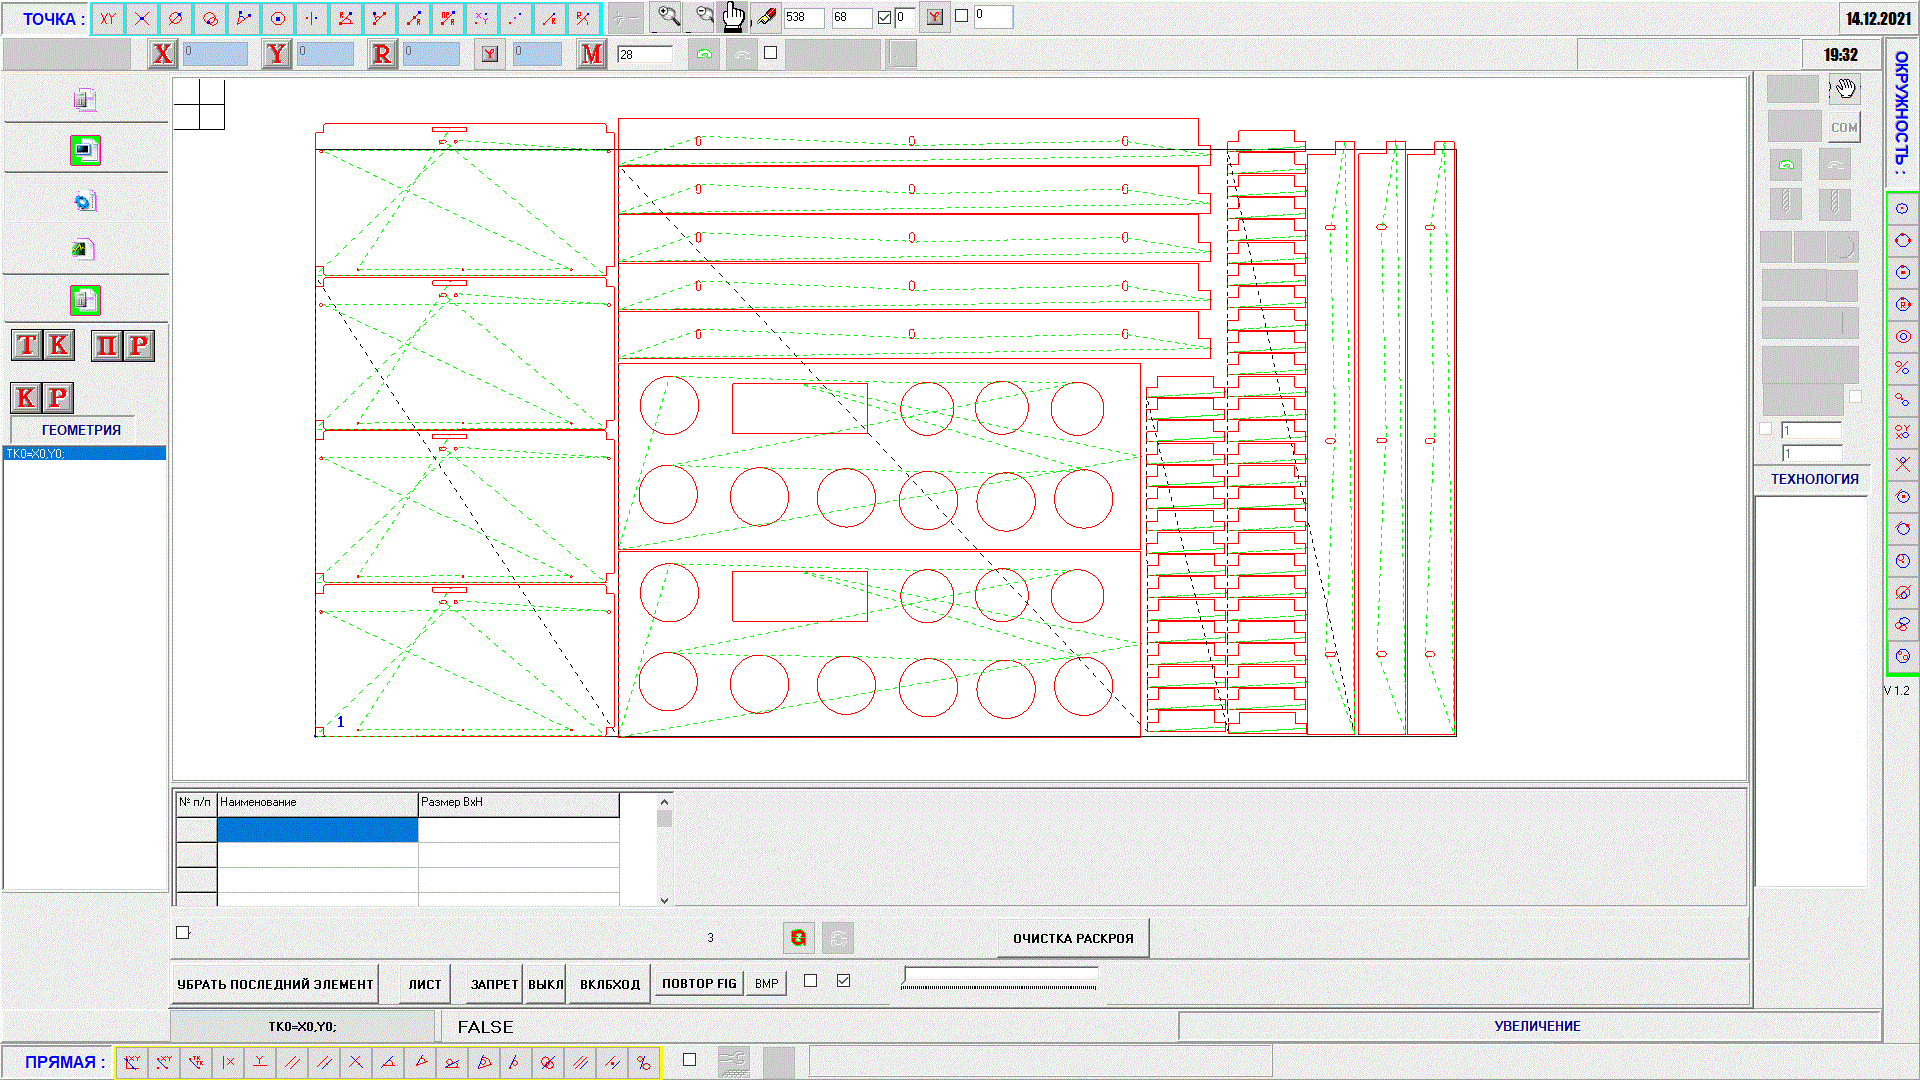 ТОЧКА :
538
68
0
0
14.12.2021
X
0
Y
0
R
0
0
M
28
19:32
ОКРУЖНОСТЬ :
COM
Т К
П Р
К Р
ГЕОМЕТРИЯ
TK0=X0,Y0;
1
1
1
ТЕХНОЛОГИЯ
V 1.2
№ п/п
Наименование
Размер ВхН
3
ОЧИСТКА РАСКРОЯ
УБРАТЬ ПОСЛЕДНИЙ ЭЛЕМЕНТ
ЛИСТ
ЗАПРЕТ
ВЫКЛ
ВКЛБХОД
ПОВТОР FIG
BMP
TK0=X0,Y0;
FALSE
УВЕЛИЧЕНИЕ
ПРЯМАЯ :